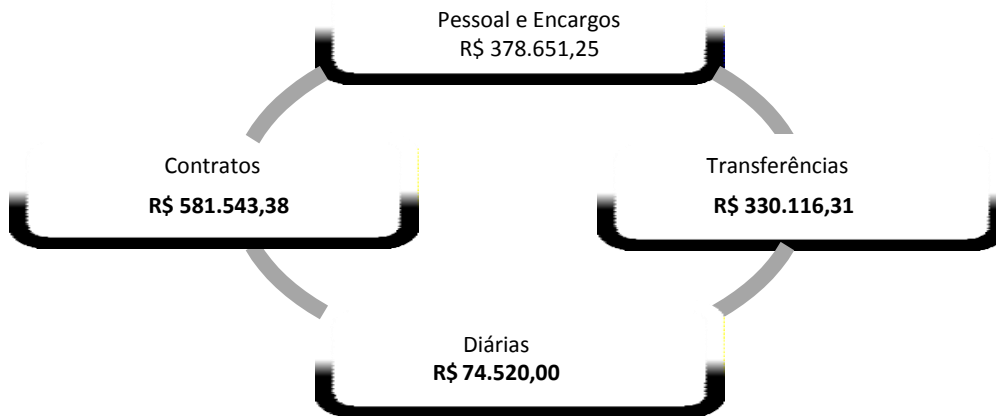 Pessoal e Encargos
R$ 378.651,25
Contratos
R$ 581.543,38
Transferências
R$ 330.116,31
Diárias
R$ 74.520,00